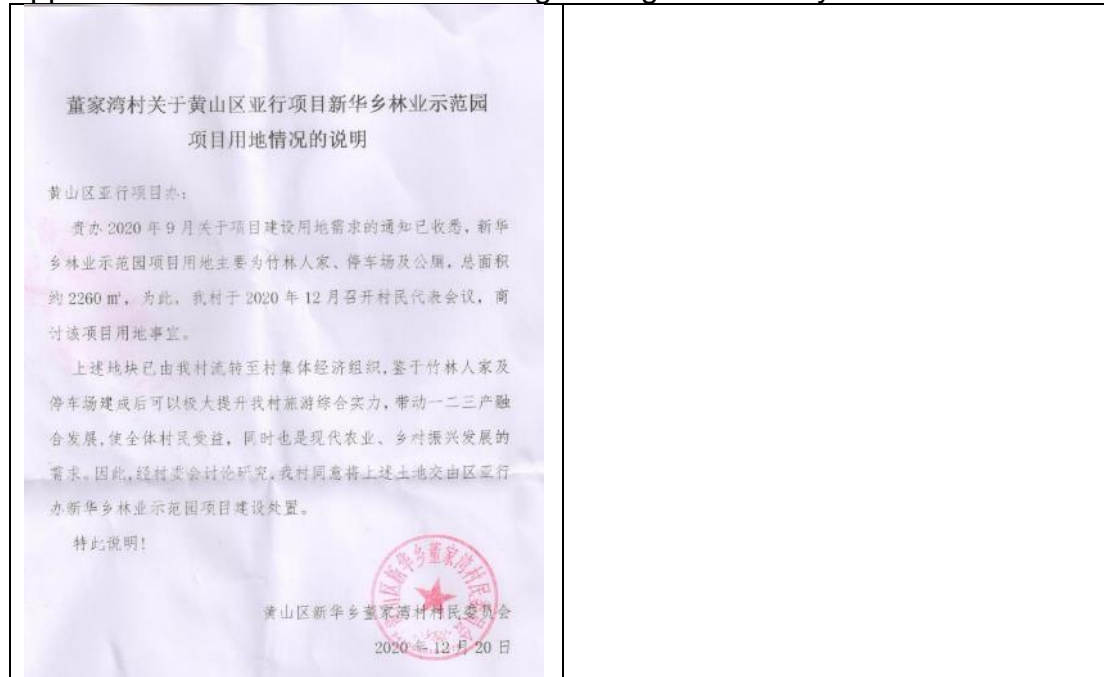 董家湾村关于黄山区亚行项目新华乡林业示范园
项目用地情况的说明
黄山区亚行项目办：
贵办 2020 年 9 月关于项目建设用地需求的通知已收悉，新华
乡林业示范园项目用地主要为竹林人家、停车场及公厕，总面积
约 2260 ㎡，为此，我村于 2020 年 12 月召开村民代表会议，商
讨该项目用地事宜。
上述地块已由我村流转至村集体经济组织，鉴于竹林人家及
停车场建成后可以极大提升我村旅游综合实力，带动一二三产融
合发展，使全体村民受益，同时也是现代农业、乡村振兴发展的
需求。因此，经村委会讨论研究，我村同意将上述土地交由区亚行
办新华乡林业示范园项目建设处置。
特此说明！
黄山区新华乡董家湾村村民委员会
2020 年 12 月 20 日